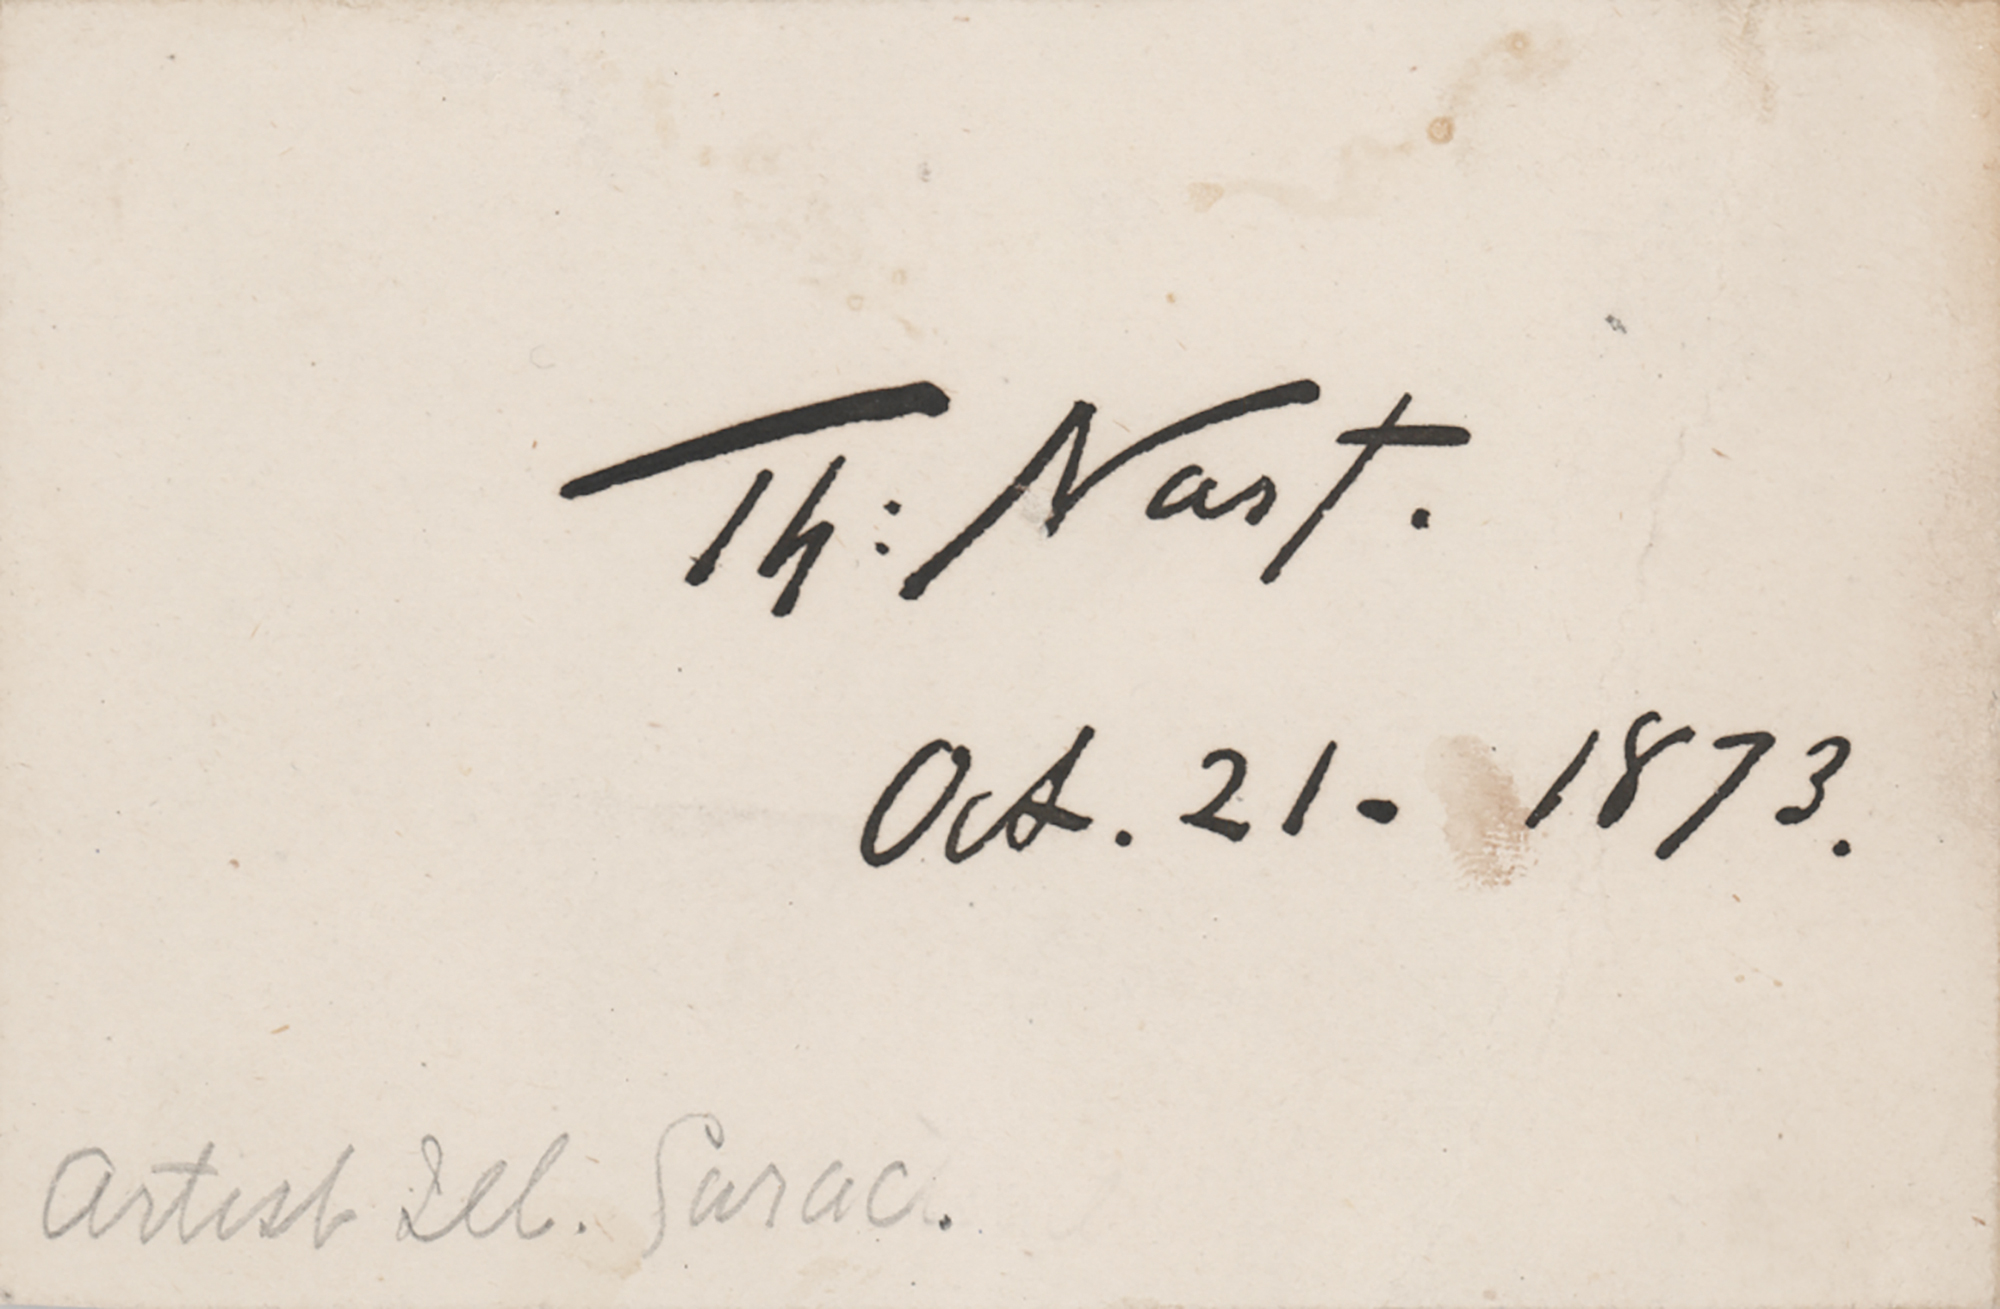 Th: Nast.
Oct. 21. 1873.
Artist Ill.